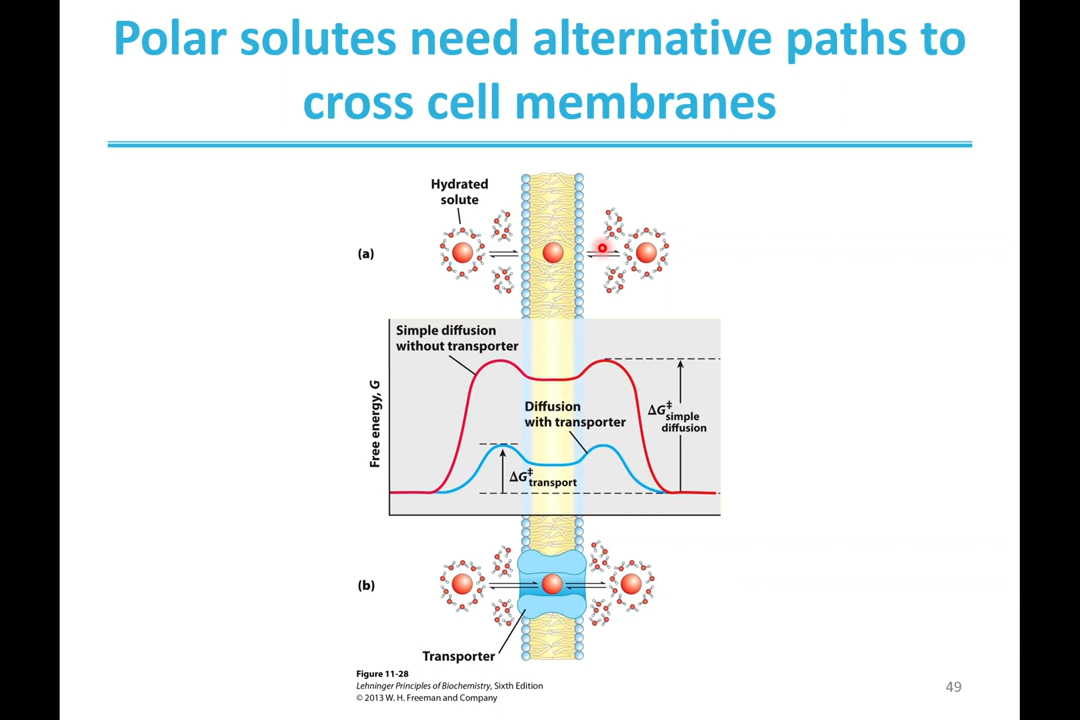 Polar solutes need alternative paths to
cross cell membranes
Hydrated
solute
(a)
Simple diffusion
without transporter
Free energy, G
Diffusion
with transporter
ΔG‡simple
diffusion
ΔG‡transport
(b)
Transporter
Figure 11-28
Lehninger Principles of Biochemistry, Sixth Edition
© 2013 W. H. Freeman and Company
49